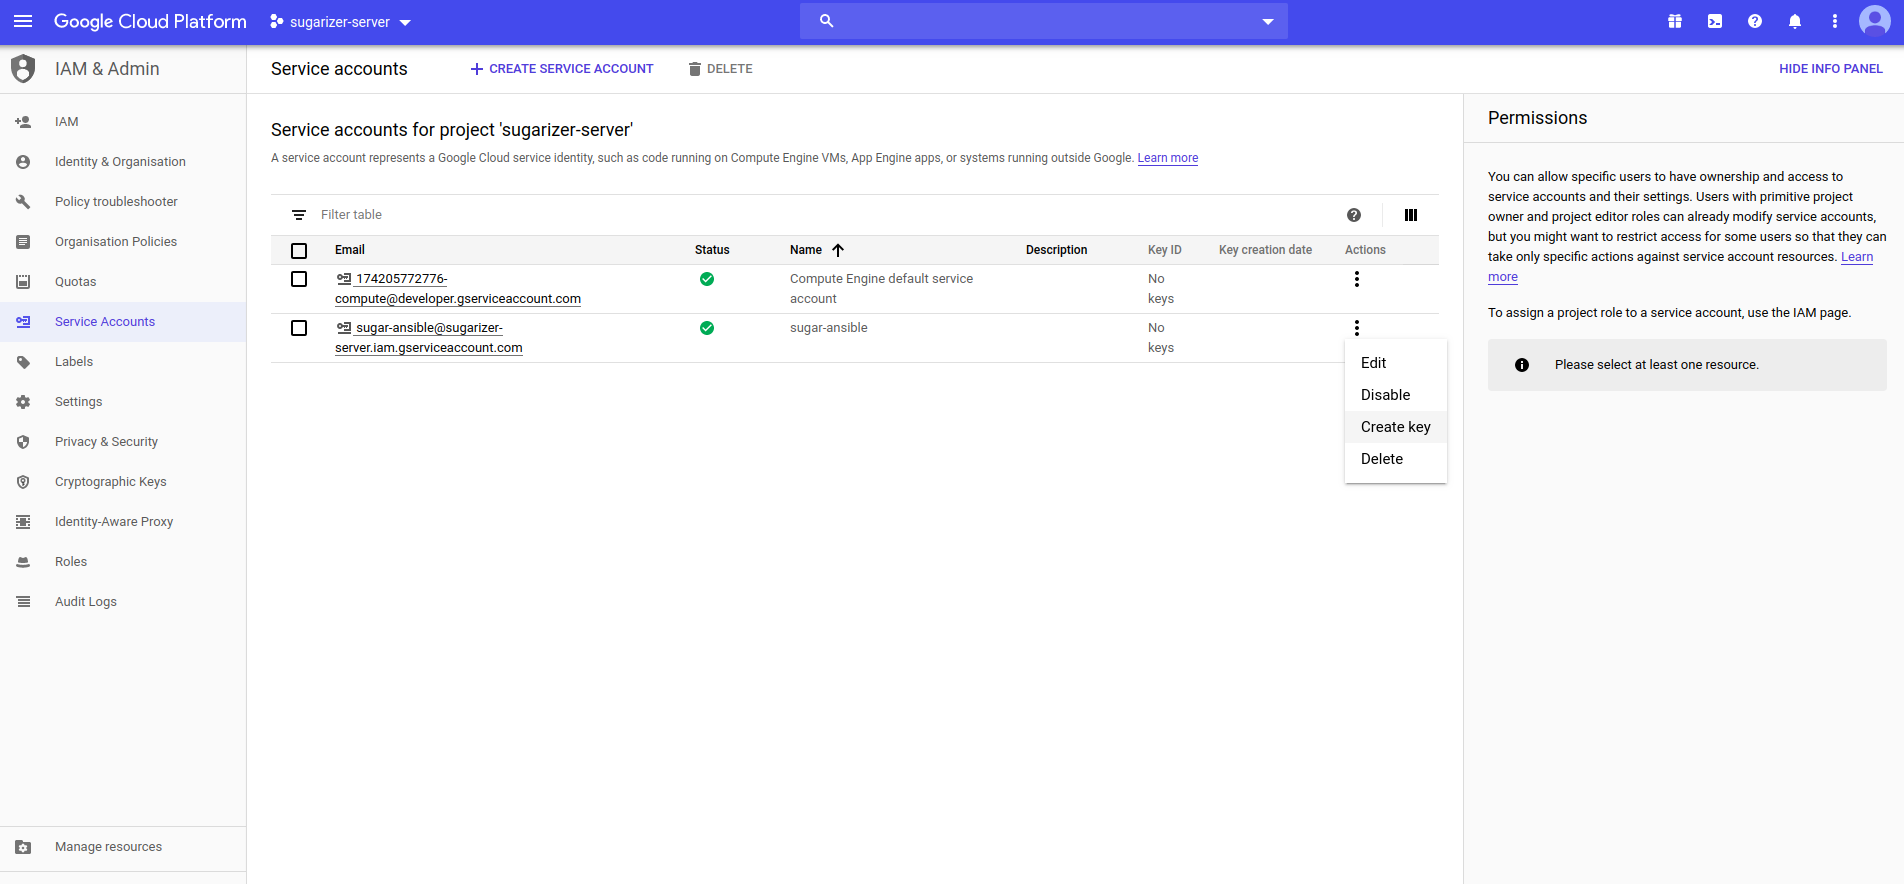 Google Cloud Platform
sugarizer-server
IAM & Admin
Service accounts
CREATE SERVICE ACCOUNT
DELETE
HIDE INFO PANEL
IAM
Identity & Organisation
Policy troubleshooter
Organisation Policies
Quotas
Service Accounts
Labels
Settings
Privacy & Security
Cryptographic Keys
Identity-Aware Proxy
Roles
Audit Logs
Manage resources
Service accounts for project 'sugarizer-server'
A service account represents a Google Cloud service identity, such as code running on Compute Engine VMs, App Engine apps, or systems running outside Google. Learn more
Filter table
Email Status Name Description Key ID Key creation date Actions
174205772776-
compute@developer.gserviceaccount.com
Compute Engine default service
account
No
keys
sugar-ansible@sugarizer-
server.iam.gserviceaccount.com
sugar-ansible
No
keys
Edit
Disable
Create key
Delete
Permissions
You can allow specific users to have ownership and access to
service accounts and their settings. Users with primitive project
owner and project editor roles can already modify service accounts,
but you might want to restrict access for some users so that they can
take only specific actions against service account resources. Learn
more
To assign a project role to a service account, use the IAM page.
Please select at least one resource.